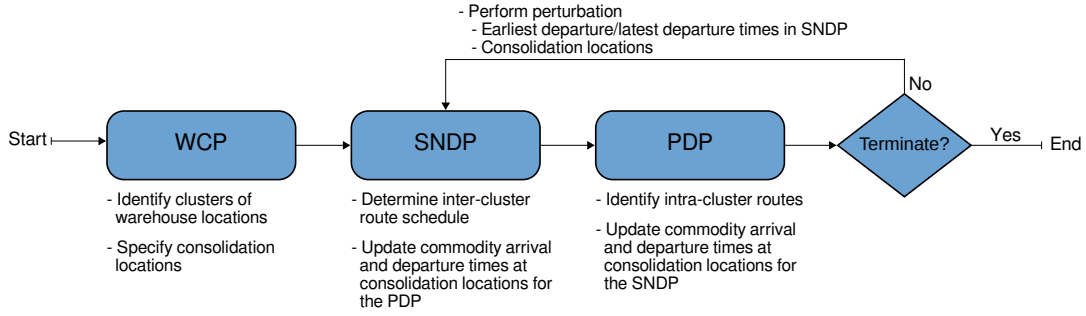 - Perform perturbation
- Earliest departure/latest departure times in SNDP
- Consolidation locations
No
Start
WCP
SNDP
PDP
Terminate?
Yes
End
- Identify clusters of
warehouse locations
- Specify consolidation
locations
- Determine inter-cluster
route schedule
- Update commodity arrival
and departure times at
consolidation locations for
the PDP
- Identify intra-cluster routes
- Update commodity arrival
and departure times at
consolidation locations for
the SNDP